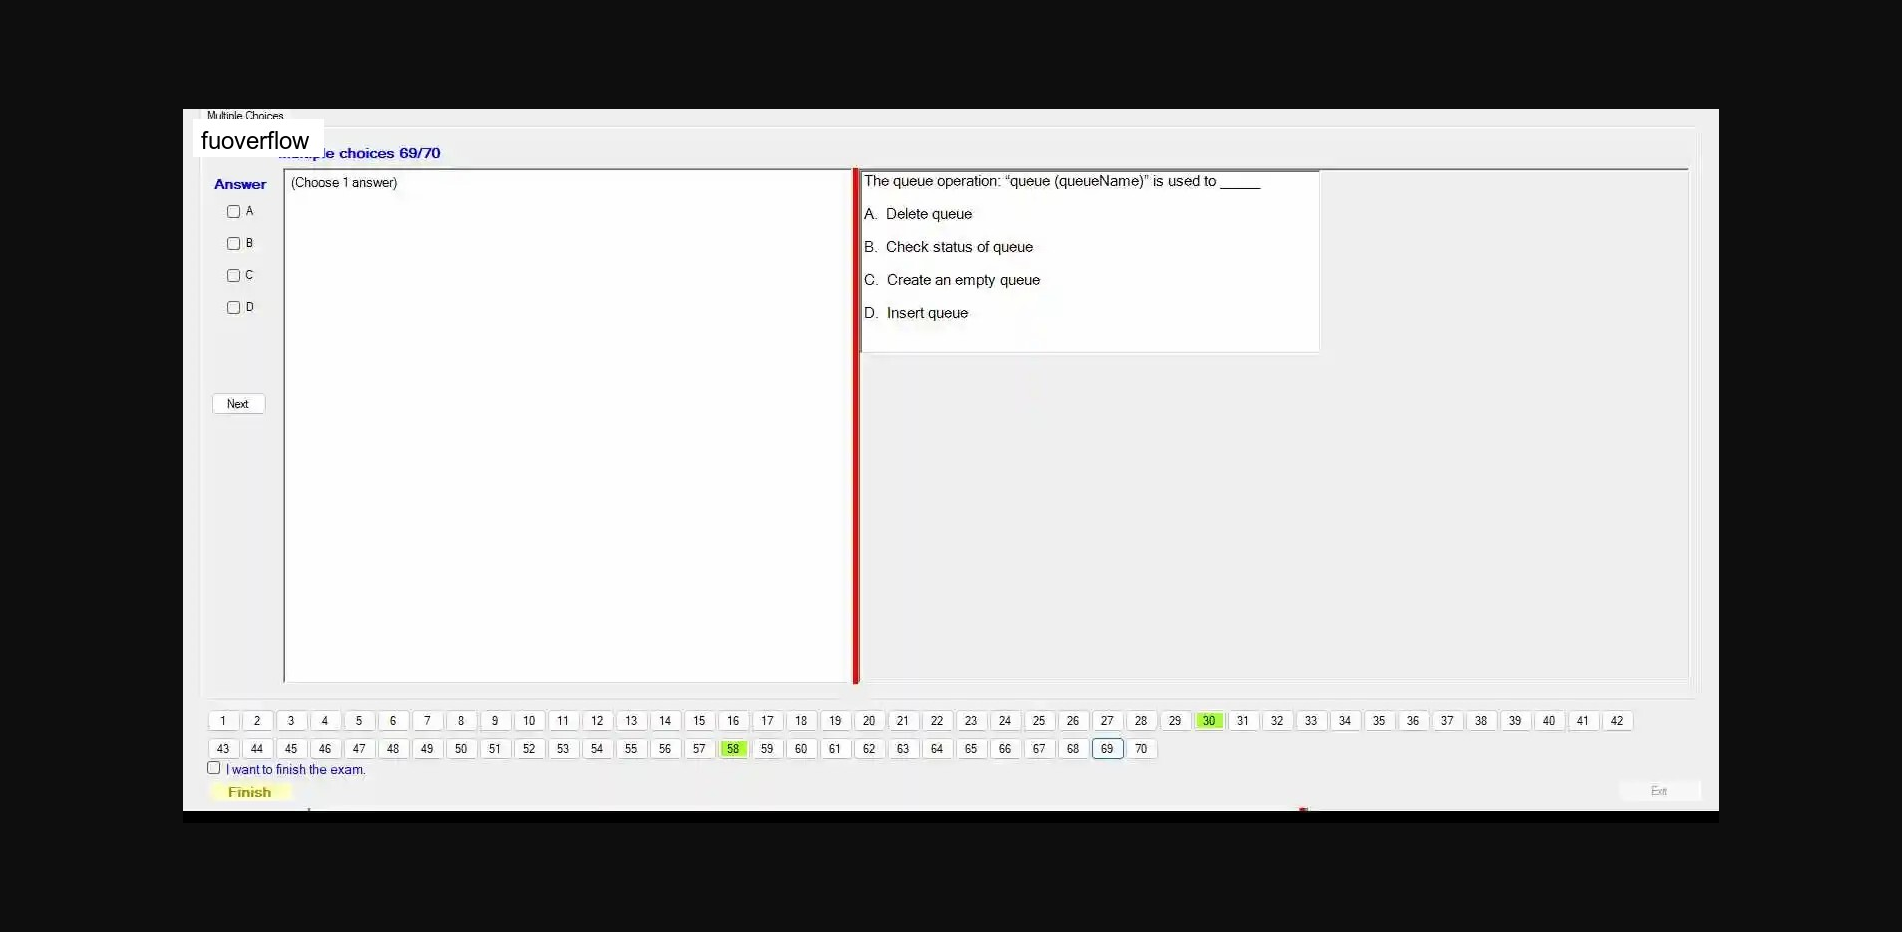 Multiple Choices
fuoverflow
choices 69/70
Answer
(Choose 1 answer)
A
B
C
D
Next
The queue operation: “queue (queueName)” is used to _____
A. Delete queue
B. Check status of queue
C. Create an empty queue
D. Insert queue
1 2 3 4 5 6 7 8 9 10 11 12 13 14 15 16 17 18 19 20 21 22 23 24 25 26 27 28 29 30 31 32 33 34 35 36 37 38 39 40 41 42
43 44 45 46 47 48 49 50 51 52 53 54 55 56 57 58 59 60 61 62 63 64 65 66 67 68 69 70
I want to finish the exam.
Finish
Exit